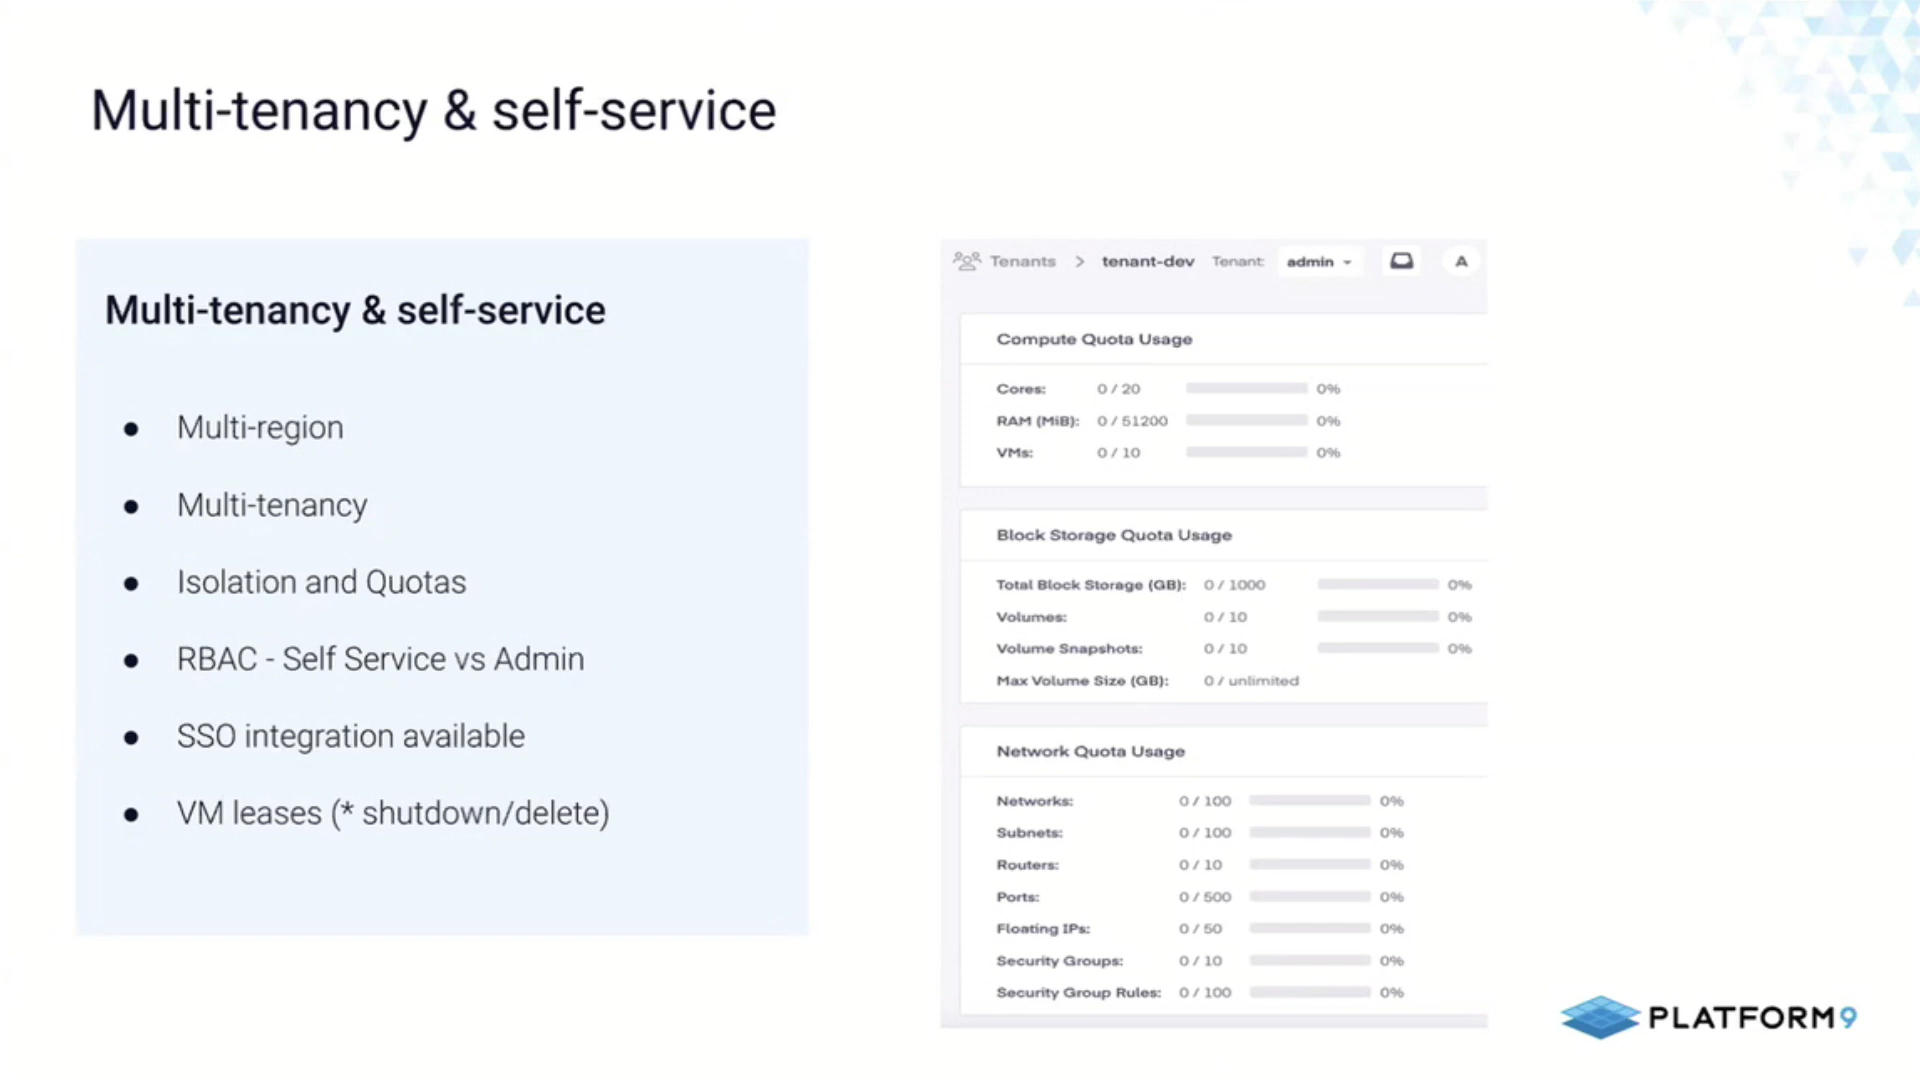 Multi-tenancy & self-service
Multi-tenancy & self-service
● Multi-region
● Multi-tenancy
● Isolation and Quotas
● RBAC - Self Service vs Admin
● SSO integration available
● VM leases (* shutdown/delete)
Tenants > tenant-dev Tenant: admin A
Compute Quota Usage
Cores: 0 / 20 0%
RAM (MiB): 0 / 51200 0%
VMs: 0 / 10 0%
Block Storage Quota Usage
Total Block Storage (GB): 0 / 1000 0%
Volumes: 0 / 10 0%
Volume Snapshots: 0 / 10 0%
Max Volume Size (GB): 0 / unlimited
Network Quota Usage
Networks: 0 / 100 0%
Subnets: 0 / 100 0%
Routers: 0 / 10 0%
Ports: 0 / 500 0%
Floating IPs: 0 / 50 0%
Security Groups: 0 / 10 0%
Security Group Rules: 0 / 100 0%
PLATFORM9